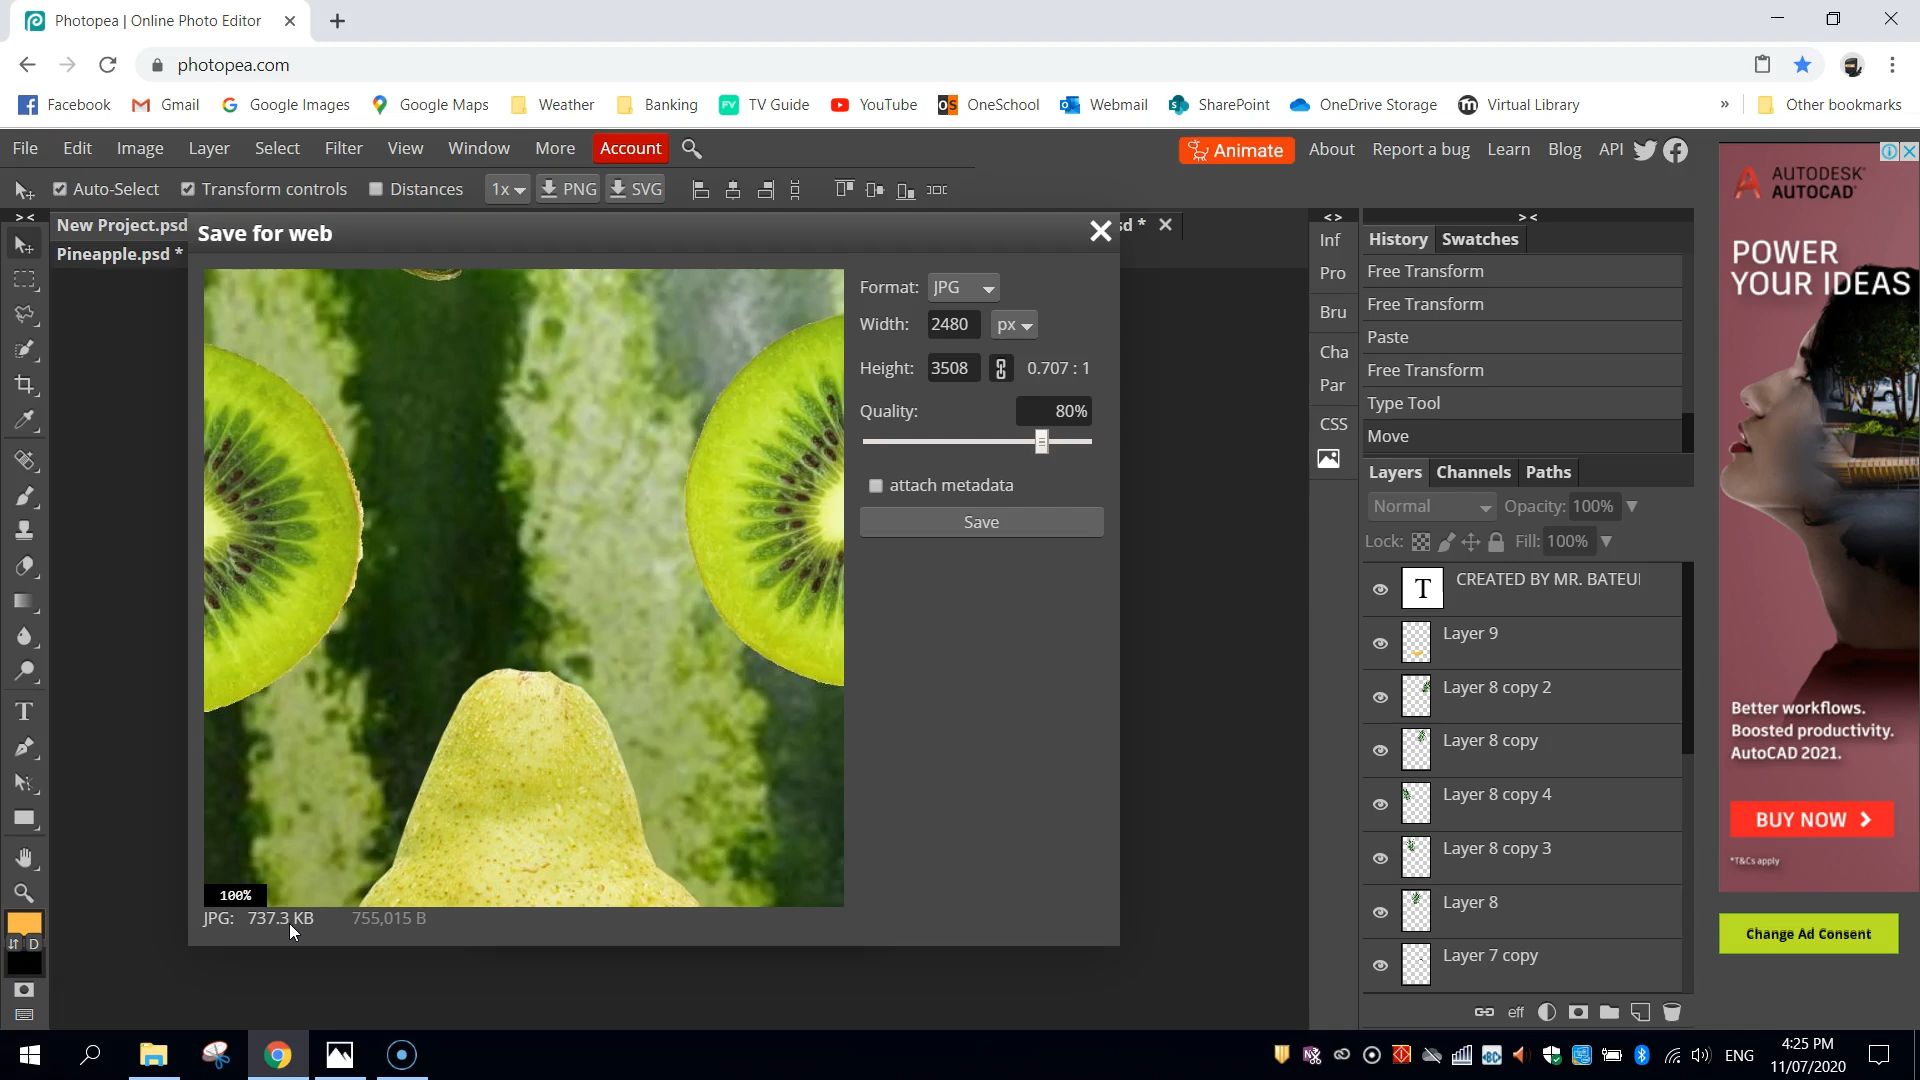 Photopea | Online Photo Editor
photopea.com
Facebook Gmail Google Images Google Maps Weather Banking TV Guide YouTube OneSchool Webmail SharePoint OneDrive Storage Virtual Library » Other bookmarks
File Edit Image Layer Select Filter View Window More Account Animate About Report a bug Learn Blog API
Auto-Select Transform controls Distances 1x PNG SVG
New Project.psd sd *
Pineapple.psd *
Save for web
Format: JPG
Width: 2480 px
Height: 3508 0.707 : 1
Quality: 80%
attach metadata
Save
100%
JPG: 737.3 KB 755,015 B
> <
D
T
< >
Inf
Pro
Bru
Cha
Par
CSS
> <
History Swatches
Free Transform
Free Transform
Paste
Free Transform
Type Tool
Move
Layers Channels Paths
Normal Opacity: 100%
Lock: Fill: 100%
T CREATED BY MR. BATEU
Layer 9
Layer 8 copy 2
Layer 8 copy
Layer 8 copy 4
Layer 8 copy 3
Layer 8
Layer 7 copy
eff
AUTODESK®
AUTOCAD®
POWER
YOUR IDEAS
Better workflows.
Boosted productivity.
AutoCAD 2021.
BUY NOW
*T&Cs apply
Change Ad Consent
ENG
4:25 PM
11/07/2020